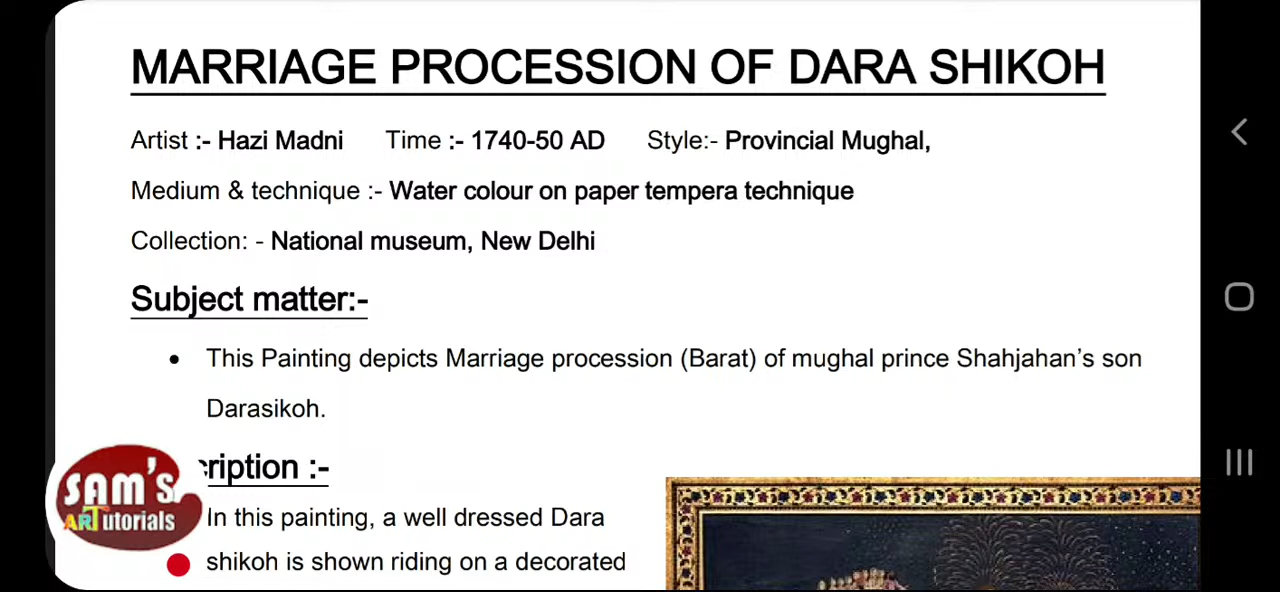 MARRIAGE PROCESSION OF DARA SHIKOH
Artist :- Hazi Madni Time :- 1740-50 AD Style:- Provincial Mughal,
Medium & technique :- Water colour on paper tempera technique
Collection: - National museum, New Delhi
Subject matter:-
• This Painting depicts Marriage procession (Barat) of mughal prince Shahjahan's son
Darasikoh.
cription :-
In this painting, a well dressed Dara
shikoh is shown riding on a decorated
SAM'S
ARTutorials